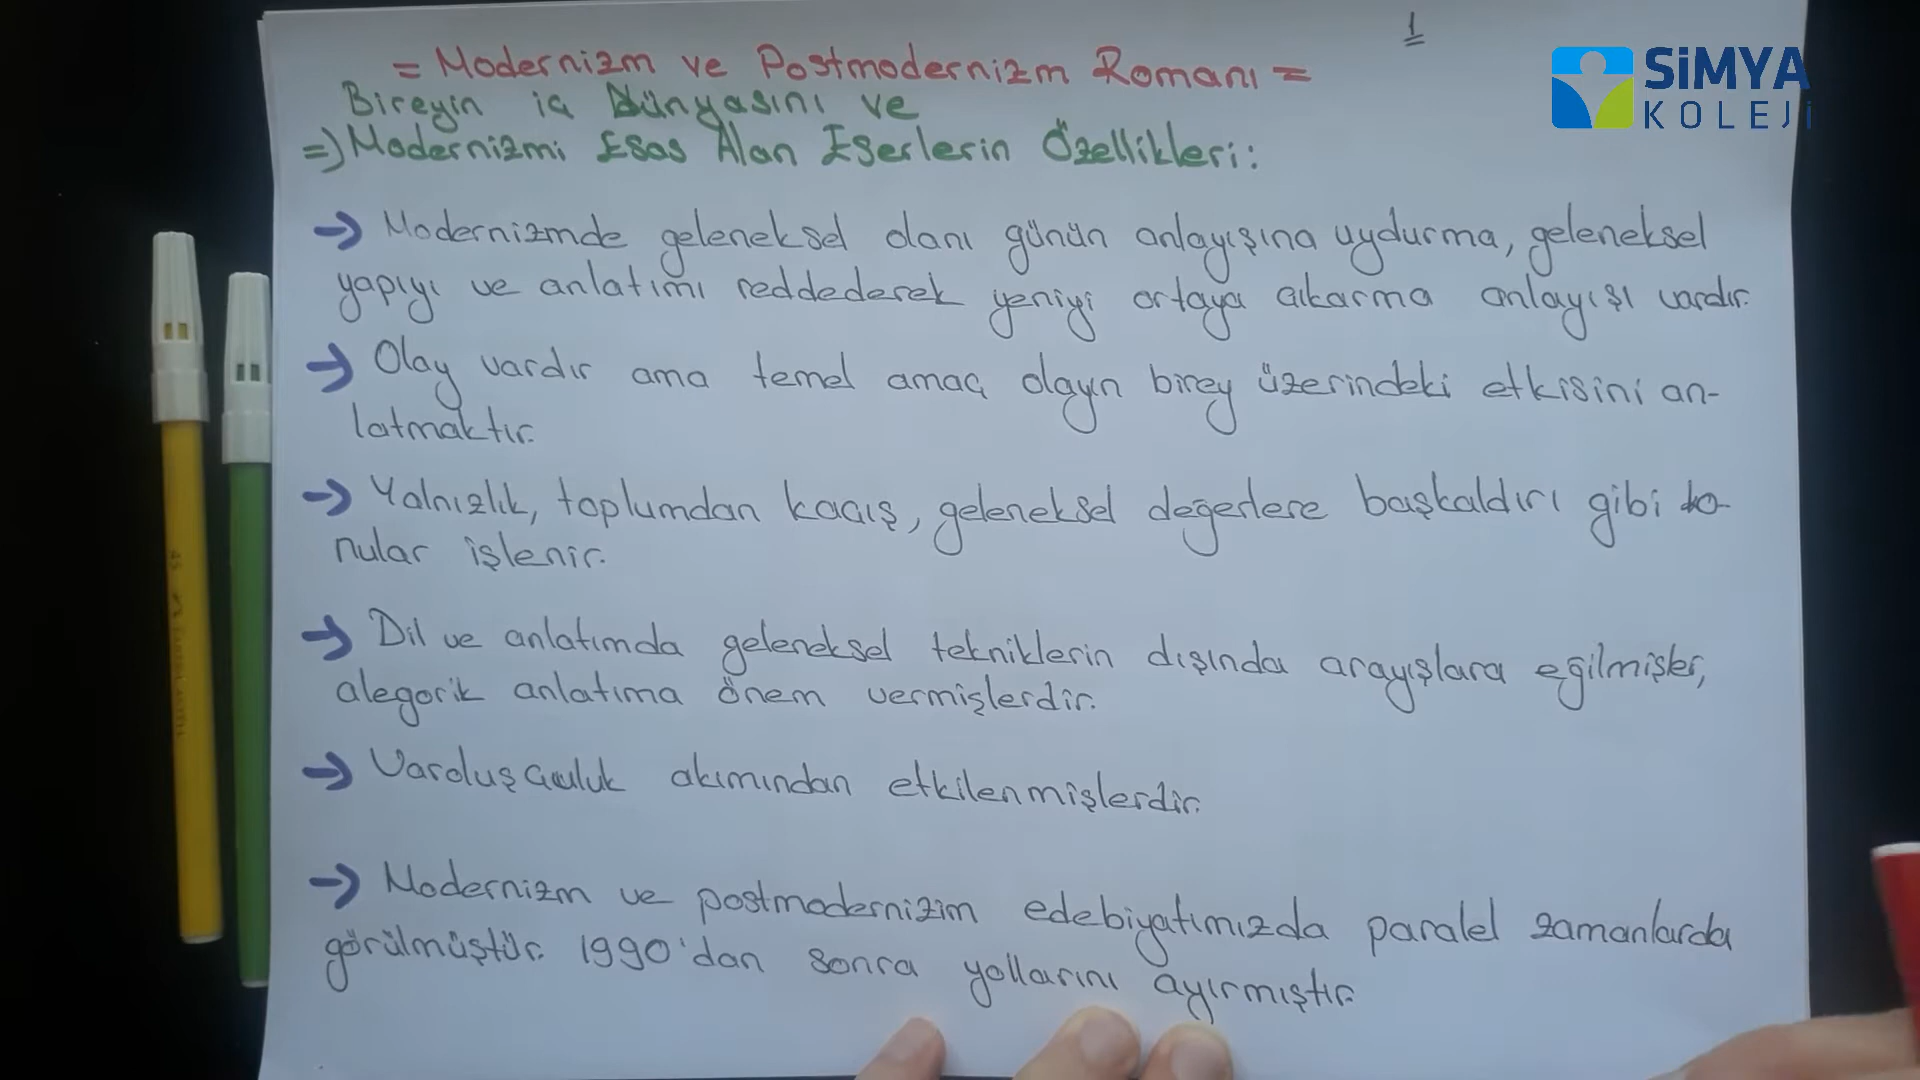 1
= Modernizm ve Postmodernizm Romanı =
SiMYA
KOLEJi
Bireyin iç Dünyasını ve
=> Modernizmi Esas Alan Eserlerin Özellikleri:
→ Modernizmde geleneksel olanı günün anlayışına uydurma, geleneksel
yapıyı ve anlatımı reddederek yeniyi ortaya çıkarma anlayışı vardır.
→ Olay vardır ama temel amaç olayın birey üzerindeki etkisini an-
latmaktır.
→ Yalnızlık, toplumdan kaçış, geleneksel değerlere başkaldırı gibi ko-
nular işlenir.
→ Dil ve anlatımda geleneksel tekniklerin dışında arayışlara eğilmişler,
alegorik anlatıma önem vermişlerdir.
→ Varoluşçuluk akımından etkilenmişlerdir.
→ Modernizm ve postmodernizim edebiyatımızda paralel zamanlarda
görülmüştür. 1990'dan sonra yollarını ayırmıştır.